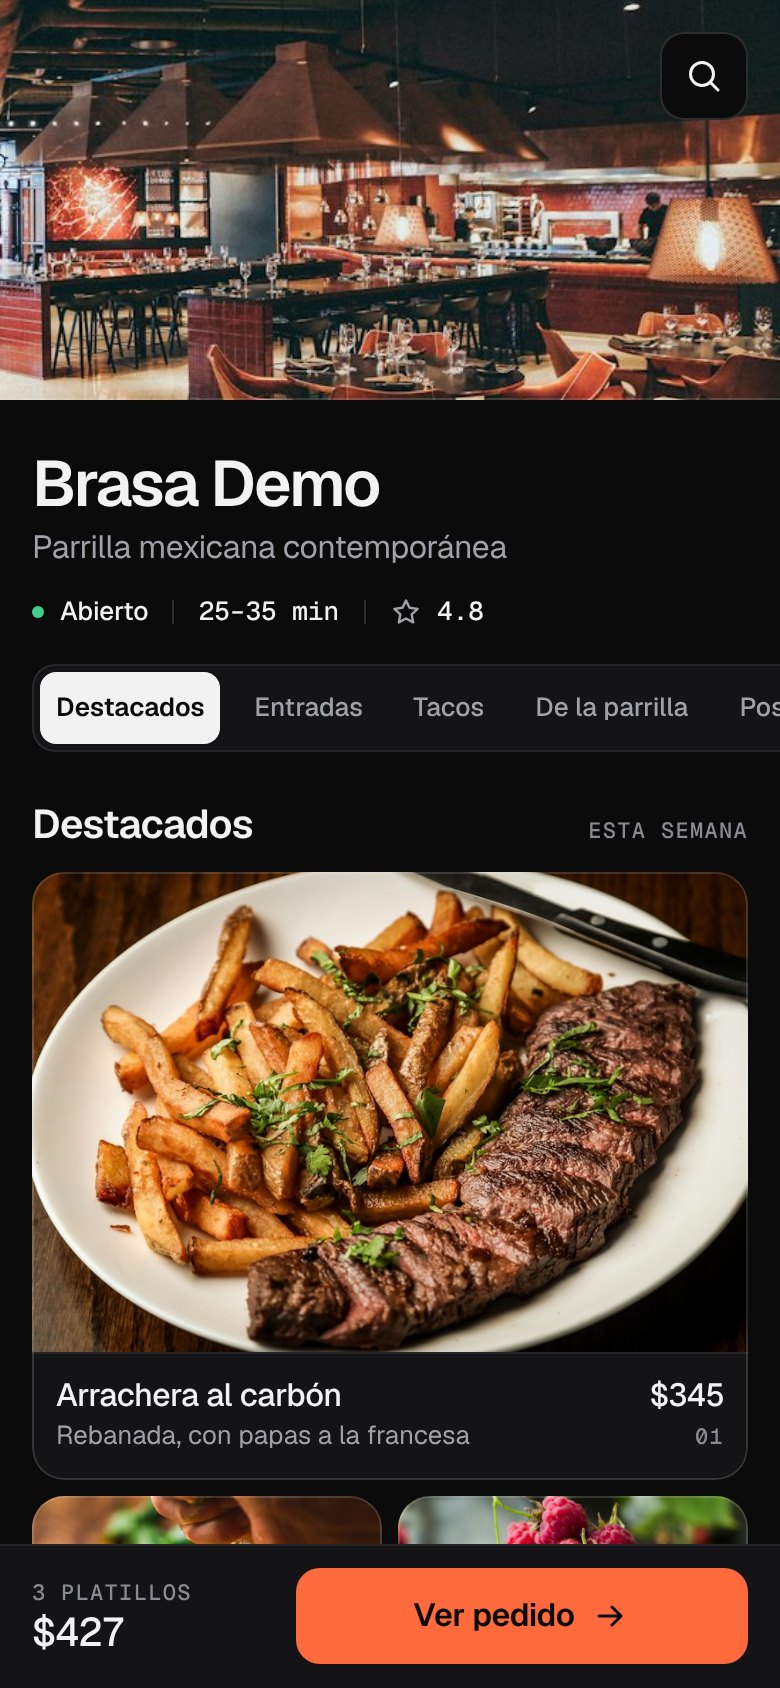 Brasa Demo
Parrilla mexicana contemporánea
Abierto 25–35 min 4.8
Destacados Entradas Tacos De la parrilla Pos
Destacados ESTA SEMANA
Arrachera al carbón $345
Rebanada, con papas a la francesa 01
3 PLATILLOS
$427
Ver pedido →